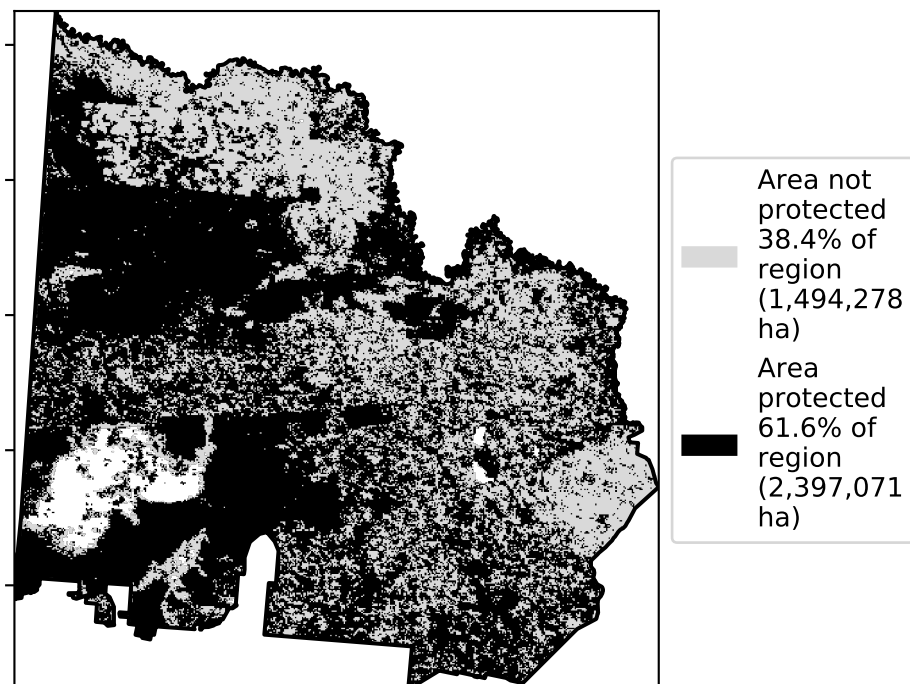 Area not
protected
38.4% of
region
(1,494,278
ha)
Area
protected
61.6% of
region
(2,397,071
ha)